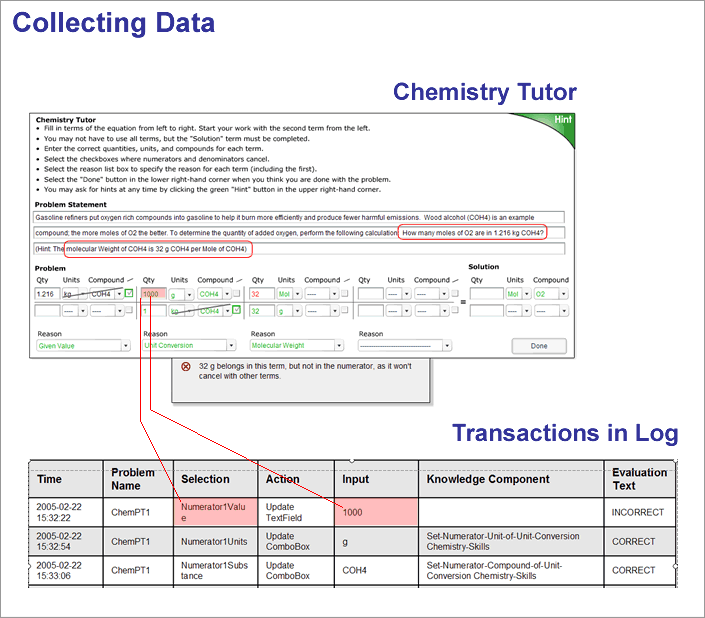 Collecting Data
Chemistry Tutor
Chemistry Tutor
Hint
• Fill in terms of the equation from left to right. Start your work with the second term from the left.
• You may not have to use all terms, but the "Solution" term must be completed.
• Enter the correct quantities, units, and compounds for each term.
• Select the checkboxes where numerators and denominators cancel.
• Select the reason list box to specify the reason for each term (including the first).
• Select the "Done" button in the lower right-hand corner when you think you are done with the problem.
• You may ask for hints at any time by clicking the green "Hint" button in the upper right-hand corner.
Problem Statement
Gasoline refiners put oxygen rich compounds into gasoline to help it burn more efficiently and produce fewer harmful emissions. Wood alcohol (COH4) is an example
compound; the more moles of O2 the better. To determine the quantity of added oxygen, perform the following calculation: How many moles of O2 are in 1.216 kg COH4?
(Hint: The molecular Weight of COH4 is 32 g COH4 per Mole of COH4)
Problem Solution
Qty Units Compound Qty Units Compound Qty Units Compound Qty Units Compound Qty Units Compound
1.216 kg COH4 1000 g COH4 32 Mol ---- ---- ---- Mol O2
---- ---- 1 kg COH4 32 g ---- ---- ---- = ---- ----
Reason Reason Reason Reason
Given Value Unit Conversion Molecular Weight Done
32 g belongs in this term, but not in the numerator, as it won't
cancel with other terms.
Transactions in Log
Time Problem Name Selection Action Input Knowledge Component Evaluation Text
2005-02-22 15:32:22 ChemPT1 Numerator1Value Update TextField 1000 INCORRECT
2005-02-22 15:32:54 ChemPT1 Numerator1Units Update ComboBox g Set-Numerator-Unit-of-Unit-Conversion Chemistry-Skills CORRECT
2005-02-22 15:33:06 ChemPT1 Numerator1Substance Update ComboBox COH4 Set-Numerator-Compound-of-Unit-Conversion Chemistry-Skills CORRECT